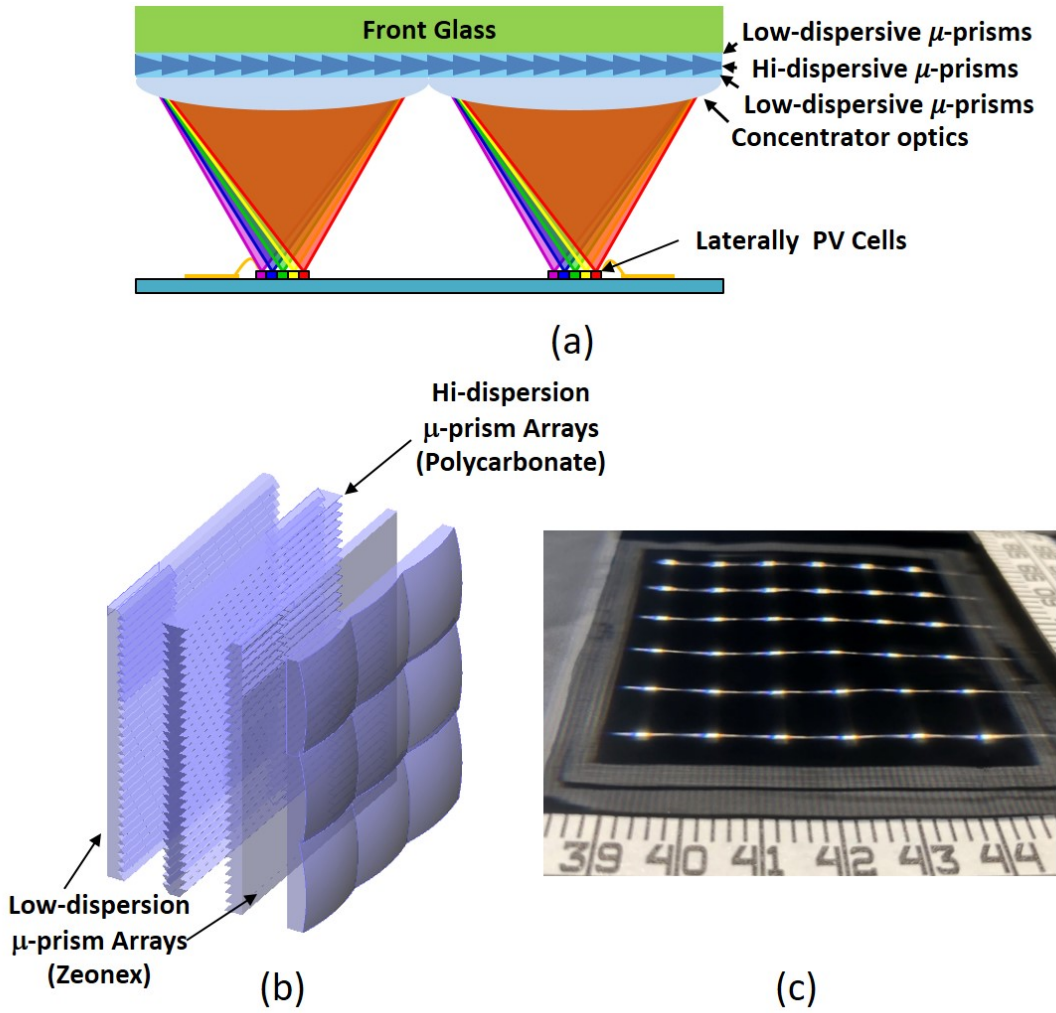 Front Glass
Low-dispersive μ-prisms
Hi-dispersive μ-prisms
Low-dispersive μ-prisms
Concentrator optics
Laterally PV Cells
(a)
Hi-dispersion
μ-prism Arrays
(Polycarbonate)
Low-dispersion
μ-prism Arrays
(Zeonex)
(b)
39 40 41 42 43 44
(c)